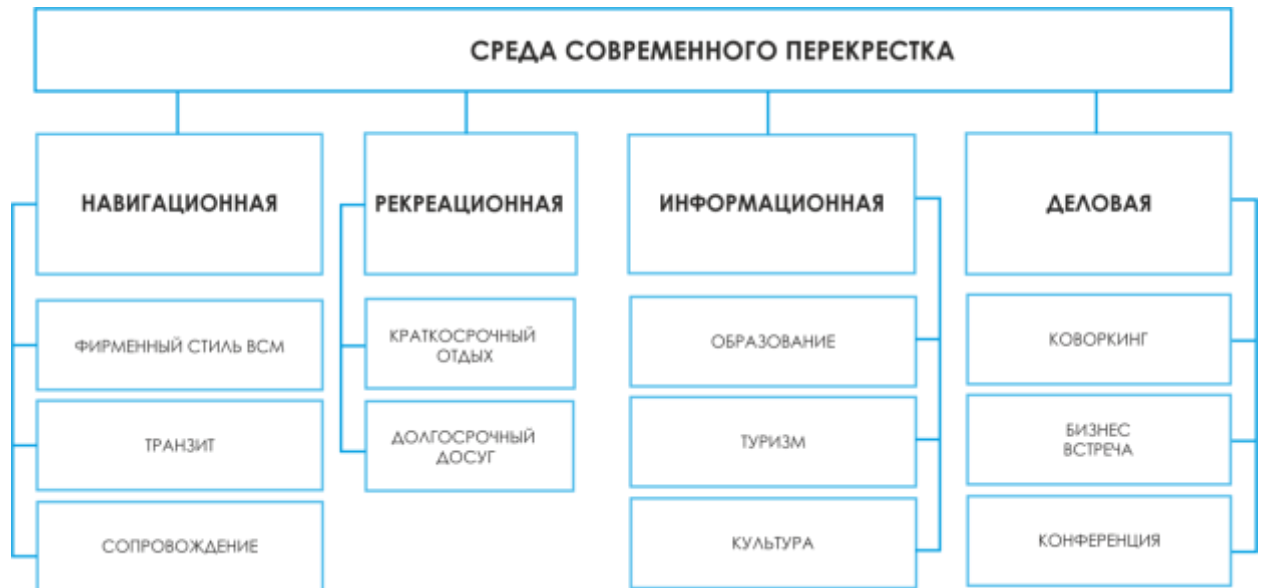 СРЕДА СОВРЕМЕННОГО ПЕРЕКРЕСТКА
НАВИГАЦИОННАЯ
РЕКРЕАЦИОННАЯ
ИНФОРМАЦИОННАЯ
ДЕЛОВАЯ
ФИРМЕННЫЙ СТИЛЬ ВСМ
КРАТКОСРОЧНЫЙ
ОТДЫХ
ОБРАЗОВАНИЕ
КОВОРКИНГ
ТРАНЗИТ
ДОЛГОСРОЧНЫЙ
ДОСУГ
ТУРИЗМ
БИЗНЕС
ВСТРЕЧА
СОПРОВОЖДЕНИЕ
КУЛЬТУРА
КОНФЕРЕНЦИЯ